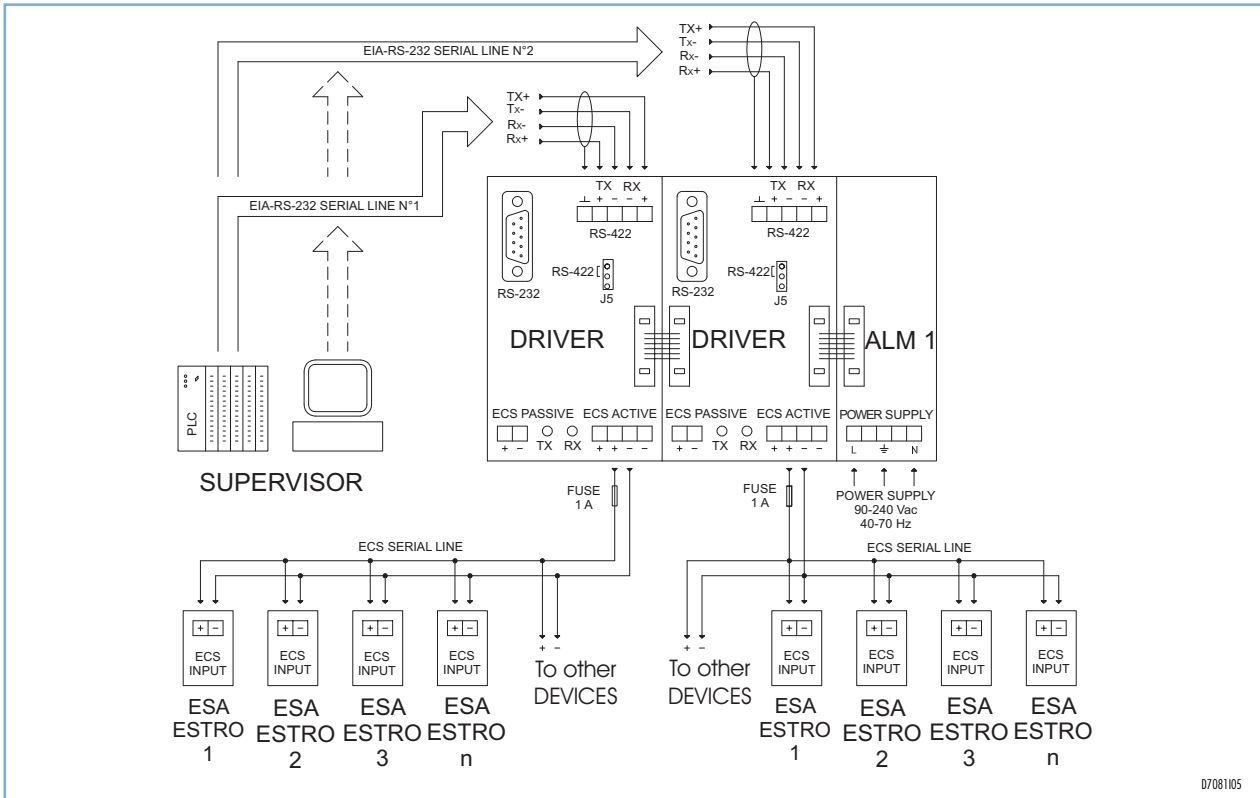 EIA-RS-232 SERIAL LINE N°2
TX+
Tx-
Rx-
Rx+
TX+
Tx-
Rx-
Rx+
EIA-RS-232 SERIAL LINE N°1
TX RX
+ − − +
RS-422
RS-232
RS-422
J5
DRIVER
ECS PASSIVE
+ −
TX RX
ECS ACTIVE
+ + − −
TX RX
+ − − +
RS-422
RS-232
RS-422
J5
DRIVER
ECS PASSIVE
+ −
TX RX
ECS ACTIVE
+ + − −
ALM 1
POWER SUPPLY
L N
POWER SUPPLY
90-240 Vac
40-70 Hz
PLC
SUPERVISOR
FUSE
1 A
FUSE
1 A
ECS SERIAL LINE
+ −
ECS
INPUT
ESA
ESTRO
1
+ −
ECS
INPUT
ESA
ESTRO
2
+ −
ECS
INPUT
ESA
ESTRO
3
+ −
ECS
INPUT
ESA
ESTRO
n
+ −
To other
DEVICES
ECS SERIAL LINE
+ −
To other
DEVICES
+ −
ECS
INPUT
ESA
ESTRO
1
+ −
ECS
INPUT
ESA
ESTRO
2
+ −
ECS
INPUT
ESA
ESTRO
3
+ −
ECS
INPUT
ESA
ESTRO
n
D7081I05